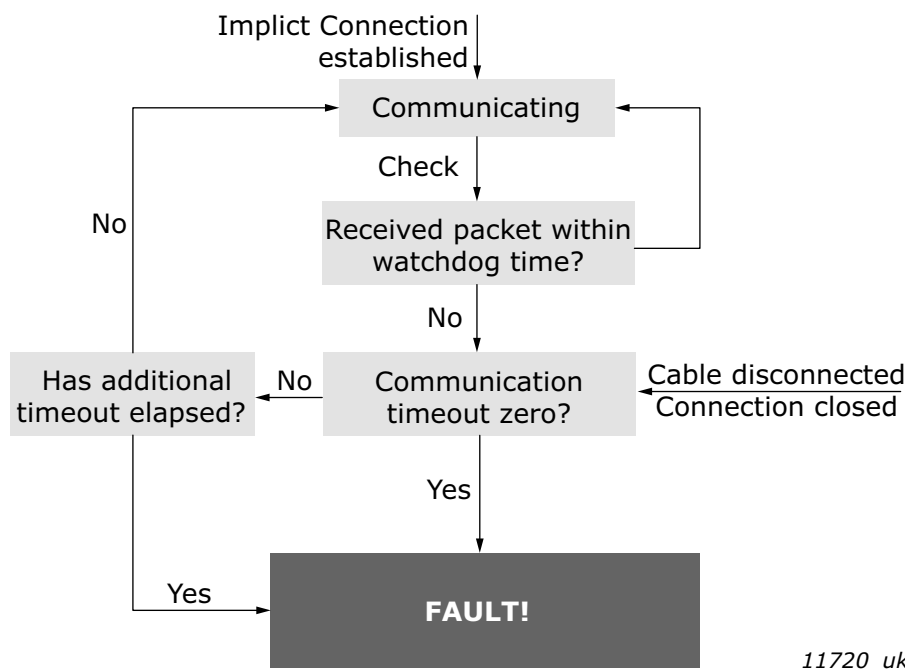 Implict Connection
established
Communicating
Check
No
Received packet within
watchdog time?
No
Has additional
timeout elapsed?
No
Communication
timeout zero?
Cable disconnected
Connection closed
Yes
Yes
FAULT!
11720_uk